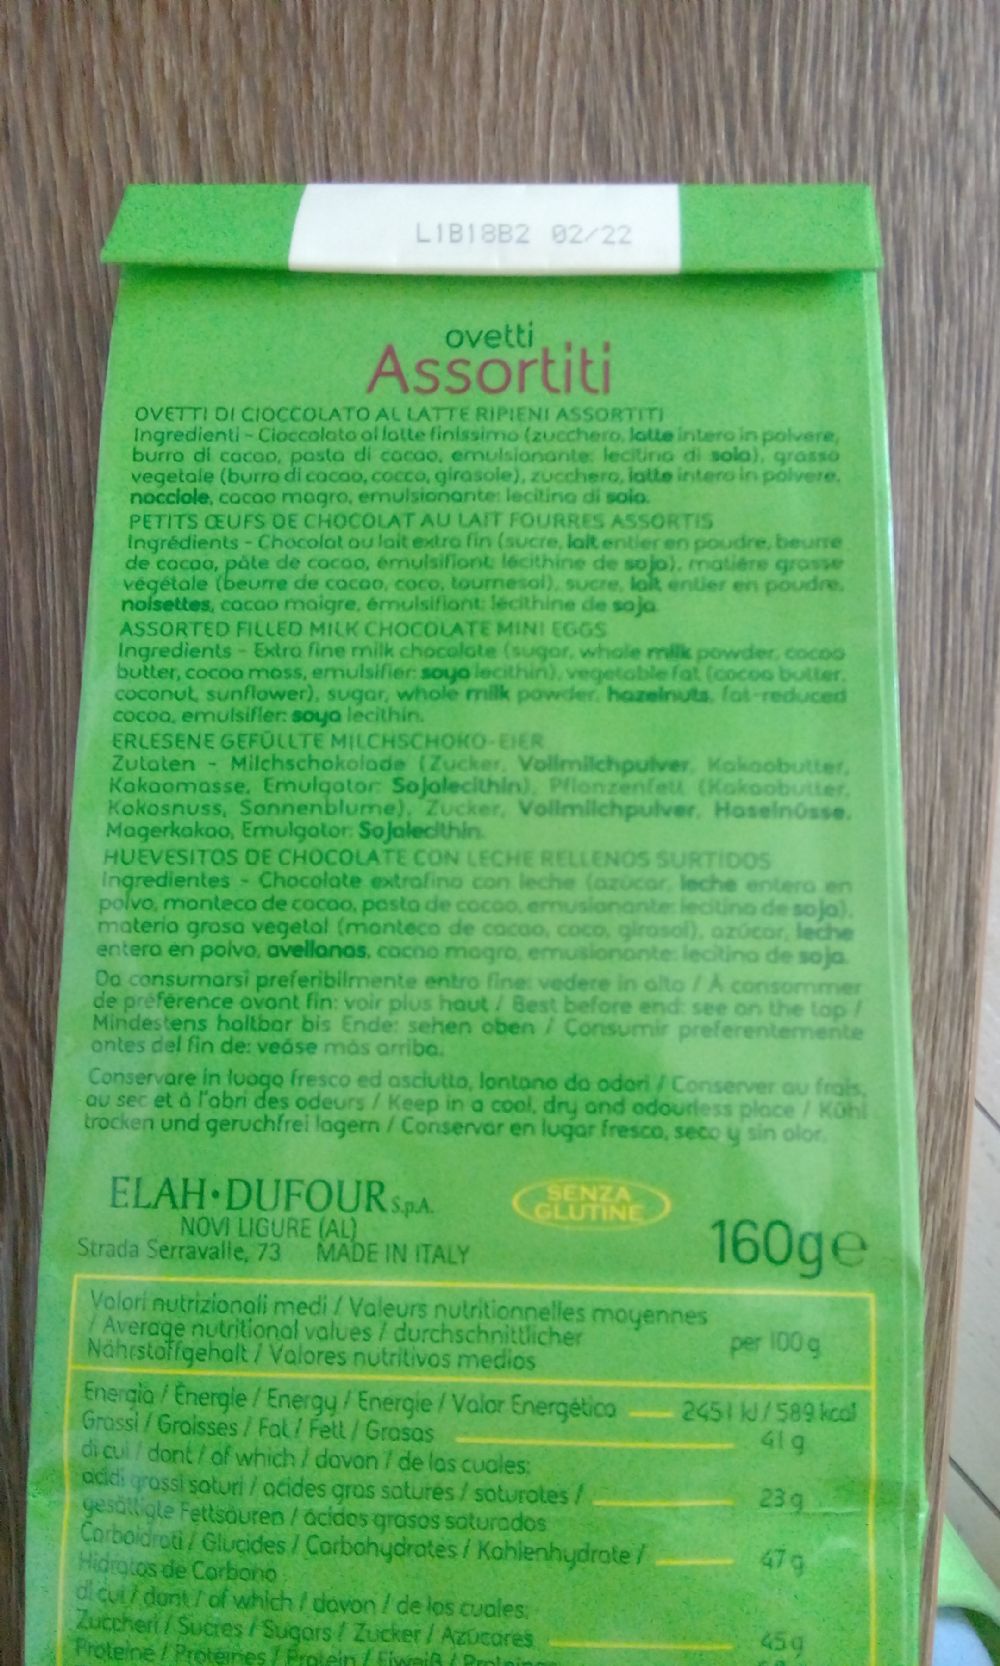 L1B18B2 02/22
ovetti
Assortiti
OVETTI DI CIOCCOLATO AL LATTE RIPIENI ASSORTITI
Ingredienti - Cioccolato al latte finissimo (zucchero, latte intero in polvere,
burro di cacao, pasta di cacao, emulsionante: lecitina di soia), grasso
vegetale (burro di cacao, cocco, girasole), zucchero, latte intero in polvere,
nocciole, cacao magro, emulsionante: lecitina di soia.
PETITS ŒUFS DE CHOCOLAT AU LAIT FOURRES ASSORTIS
Ingrédients - Chocolat au lait extra fin (sucre, lait entier en poudre, beurre
de cacao, pâte de cacao, émulsifiant: lécithine de soja), matière grasse
végétale (beurre de cacao, coco, tournesol), sucre, lait entier en poudre,
noisettes, cacao maigre, émulsifiant: lécithine de soja.
ASSORTED FILLED MILK CHOCOLATE MINI EGGS
Ingredients - Extra fine milk chocolate (sugar, whole milk powder, cocoa
butter, cocoa mass, emulsifier: soya lecithin), vegetable fat (cocoa butter,
coconut, sunflower), sugar, whole milk powder, hazelnuts, fat-reduced
cocoa, emulsifier: soya lecithin.
ERLESENE GEFÜLLTE MILCHSCHOKO-EIER
Zutaten - Milchschokolade (Zucker, Vollmilchpulver, Kakaobutter,
Kakaomasse, Emulgator: Sojalecithin), Pflanzenfett (Kakaobutter,
Kokosnuss, Sonnenblume), Zucker, Vollmilchpulver, Haselnüsse,
Magerkakao, Emulgator: Sojalecithin.
HUEVESITOS DE CHOCOLATE CON LECHE RELLENOS SURTIDOS
Ingredientes - Chocolate extrafino con leche (azúcar, leche entera en
polvo, manteca de cacao, pasta de cacao, emusionante: lecitina de soja),
materia grasa vegetal (manteca de cacao, coco, girasol), azúcar, leche
entera en polvo, avellanas, cacao magro, emusionante: lecitina de soja.
Da consumarsi preferibilmente entro fine: vedere in alto / À consommer
de préférence avant fin: voir plus haut / Best before end: see on the top /
Mindestens haltbar bis Ende: sehen oben / Consumir preferentemente
antes del fin de: veáse más arriba.
Conservare in luogo fresco ed asciutto, lontano da odori / Conserver au frais,
au sec et à l'abri des odeurs / Keep in a cool, dry and odourless place / Kühl
trocken und geruchfrei lagern / Conservar en lugar fresco, seco y sin olor.
ELAH·DUFOUR S.p.A.
NOVI LIGURE (AL)
Strada Serravalle, 73 MADE IN ITALY
SENZA
GLUTINE
160g e
Valori nutrizionali medi / Valeurs nutritionnelles moyennes
/ Average nutritional values / durchschnittlicher
Nährstoffgehalt / Valores nutritivos medios
per 100 g
Energia / Énergie / Energy / Energie / Valor Energético 2451 kJ / 589 kcal
Grassi / Graisses / Fat / Fett / Grasas 41 g
di cui / dont / of which / davon / de las cuales:
acidi grassi saturi / acides gras saturés / saturates / 23 g
gesättigte Fettsäuren / ácidos grasos saturados
Carboidrati / Glucides / Carbohydrates / Kohlenhydrate / 47 g
Hidratos de Carbono
di cui / dont / of which / davon / de los cuales:
Zuccheri / Sucres / Sugars / Zucker / Azúcares 45 g
Proteine / Protéines / Protein / Eiweiß /